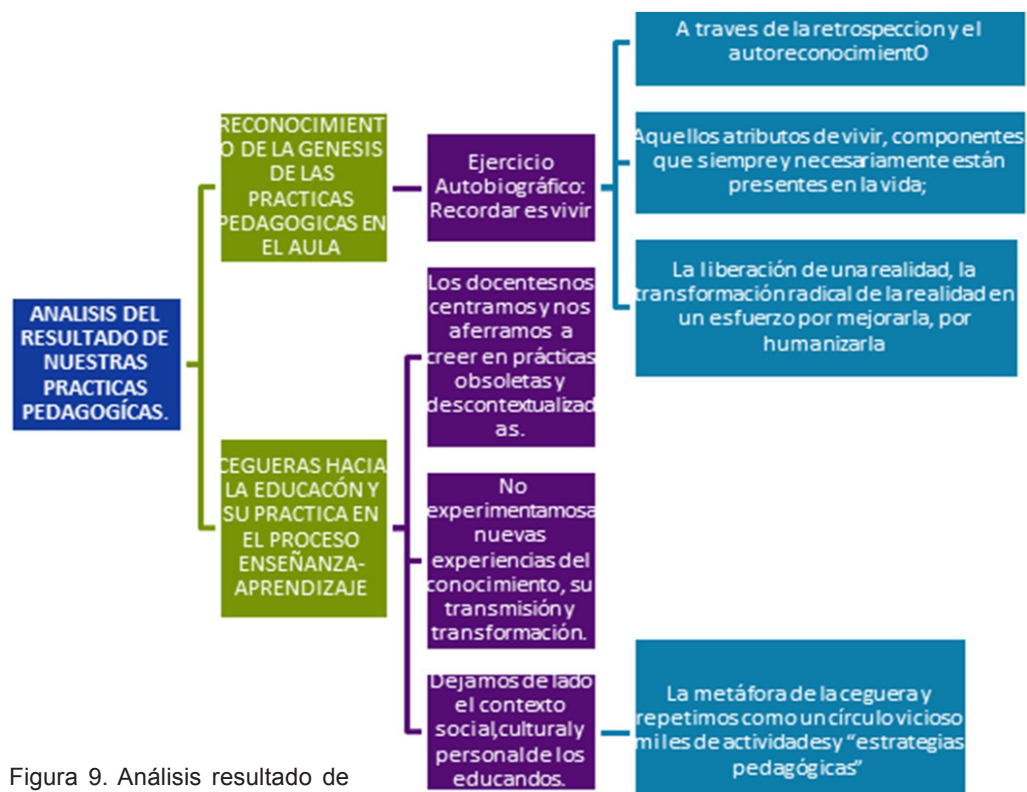 ANALISIS DEL
RESULTADO DE
NUESTRAS
PRACTICAS
PEDAGOGÍCAS.
RECONOCIMIENT
O DE LA GENESIS
DE LAS
PRACTICAS
PEDAGOGICAS EN
EL AULA
Ejercicio
Autobiográfico:
Recordar es vivir
A traves de la retrospeccion y el
autoreconocimientO
Aquellos atributos de vivir, componentes
que siempre y necesariamente están
presentes en la vida;
La liberación de una realidad, la
transformación radical de la realidad en
un esfuerzo por mejorarla, por
humanizarla
CEGUERAS HACIA
LA EDUCACÓN Y
SU PRACTICA EN
EL PROCESO
ENSEÑANZA-
APRENDIZAJE
Los docentes nos
centramos y nos
aferramos a
creer en prácticas
obsoletas y
descontextualizad
as.
No
experimentamos a
nuevas
experiencias del
conocimiento, su
transmisión y
transformación.
Dejamos de lado
el contexto
social,cultural y
personal de los
educandos.
La metáfora de la ceguera y
repetimos como un círculo vicioso
miles de actividades y “estrategias
pedagógicas”
Figura 9. Análisis resultado de